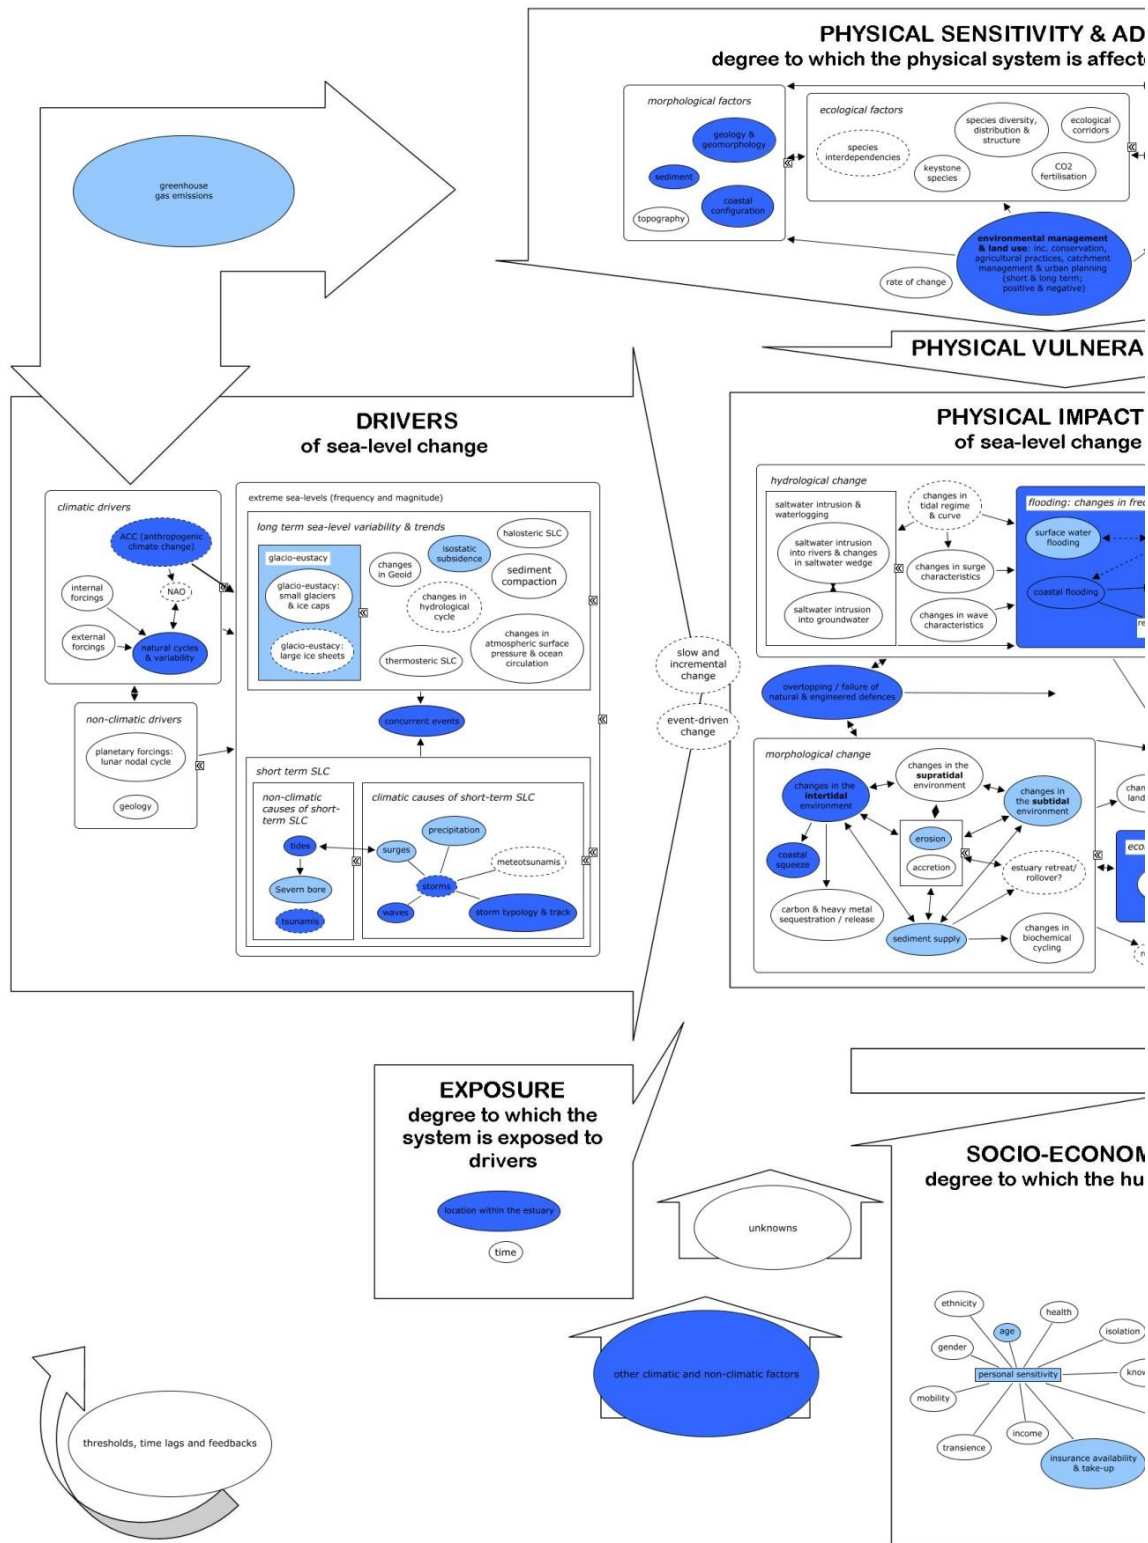 PHYSICAL SENSITIVITY & AD
degree to which the physical system is affect
morphological factors
geology &
geomorphology
sediment
coastal
configuration
topography
ecological factors
species
interdependencies
species diversity,
distribution &
structure
ecological
corridors
keystone
species
CO2
fertilisation
environmental management
& land use: inc. conservation,
agricultural practices, catchment
management & urban planning
(short & long term;
positive & negative)
rate of change
greenhouse
gas emissions
PHYSICAL VULNERA
DRIVERS
of sea-level change
climatic drivers
ACC (anthropogenic
climate change)
NAO
internal
forcings
external
forcings
natural cycles
& variability
non-climatic drivers
planetary forcings:
lunar nodal cycle
geology
extreme sea-levels (frequency and magnitude)
long term sea-level variability & trends
glacio-eustacy
glacio-eustacy:
small glaciers
& ice caps
glacio-eustacy:
large ice sheets
changes
in Geoid
isostatic
subsidence
halosteric SLC
sediment
compaction
changes in
hydrological
cycle
thermosteric SLC
changes in
atmospheric surface
pressure & ocean
circulation
concurrent events
short term SLC
non-climatic
causes of short-
term SLC
tides
Severn bore
tsunamis
climatic causes of short-term SLC
precipitation
surges
meteotsunamis
storms
waves
storm typology & track
slow and
incremental
change
event-driven
change
PHYSICAL IMPACT
of sea-level change
hydrological change
saltwater intrusion &
waterlogging
saltwater intrusion
into rivers & changes
in saltwater wedge
saltwater intrusion
into groundwater
changes in
tidal regime
& curve
changes in surge
characteristics
changes in wave
characteristics
flooding: changes in freq
surface water
flooding
coastal flooding
re
overtopping / failure of
natural & engineered defences
morphological change
changes in the
intertidal
environment
changes in the
supratidal
environment
changes in
the subtidal
environment
coastal
squeeze
erosion
accretion
estuary retreat/
rollover?
carbon & heavy metal
sequestration / release
sediment supply
changes in
biochemical
cycling
chan
land
eco
r
EXPOSURE
degree to which the
system is exposed to
drivers
location within the estuary
time
unknowns
other climatic and non-climatic factors
thresholds, time lags and feedbacks
SOCIO-ECONOM
degree to which the hu
ethnicity
age
health
gender
isolation
personal sensitivity
know
mobility
transience
income
insurance availability
& take-up